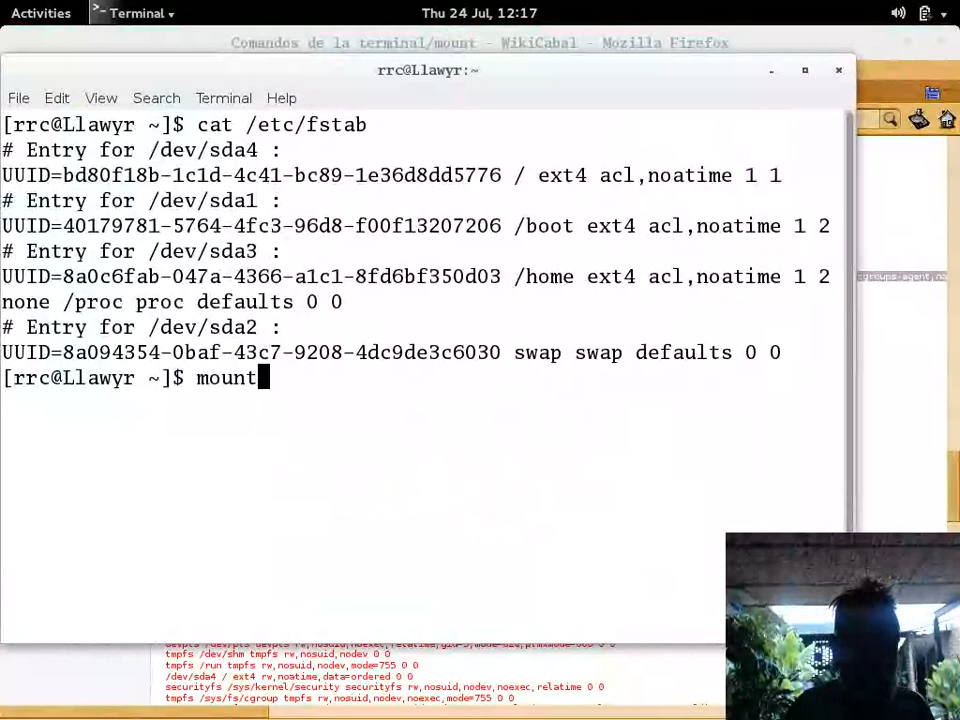 Activities
Terminal
Thu 24 Jul, 12:17
Comandos de la terminal/mount - WikiCabal - Mozilla Firefox
rrc@Llawyr:~
File Edit View Search Terminal Help
[rrc@Llawyr ~]$ cat /etc/fstab
# Entry for /dev/sda4 :
UUID=bd80f18b-1c1d-4c41-bc89-1e36d8dd5776 / ext4 acl,noatime 1 1
# Entry for /dev/sda1 :
UUID=40179781-5764-4fc3-96d8-f00f13207206 /boot ext4 acl,noatime 1 2
# Entry for /dev/sda3 :
UUID=8a0c6fab-047a-4366-a1c1-8fd6bf350d03 /home ext4 acl,noatime 1 2
none /proc proc defaults 0 0
# Entry for /dev/sda2 :
UUID=8a094354-0baf-43c7-9208-4dc9de3c6030 swap swap defaults 0 0
[rrc@Llawyr ~]$ mount
tmpfs /dev/shm tmpfs rw,nosuid,nodev 0 0
tmpfs /run tmpfs rw,nosuid,nodev,mode=755 0 0
/dev/sda4 / ext4 rw,noatime,data=ordered 0 0
securityfs /sys/kernel/security securityfs rw,nosuid,nodev,noexec,relatime 0 0
tmpfs /sys/fs/cgroup tmpfs rw,nosuid,nodev,noexec,mode=755 0 0